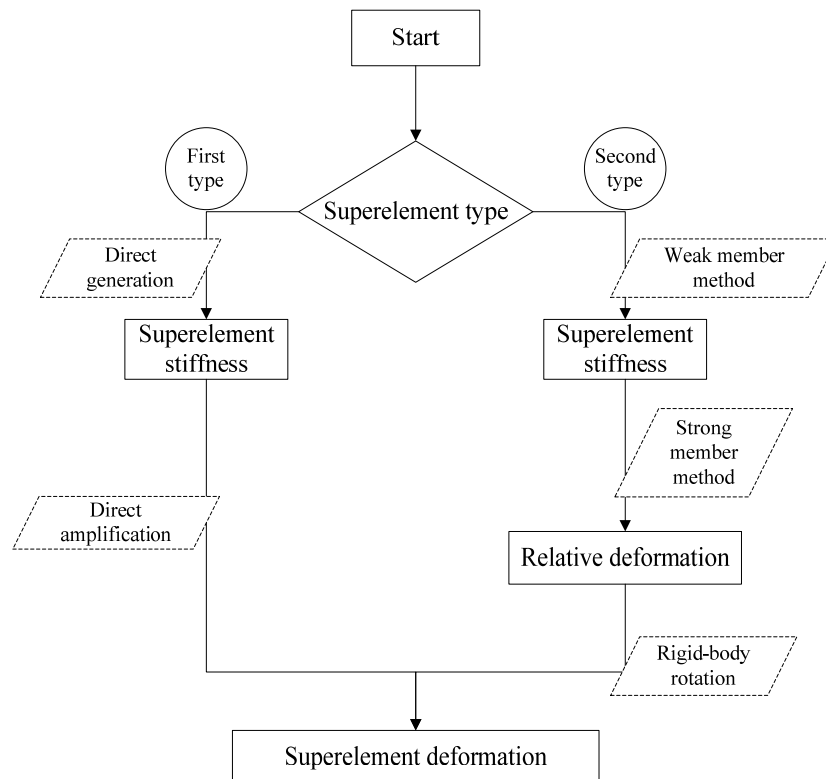 Start
First
type
Second
type
Superelement type
Direct
generation
Weak member
method
Superelement
stiffness
Superelement
stiffness
Strong
member
method
Direct
amplification
Relative deformation
Rigid-body
rotation
Superelement deformation